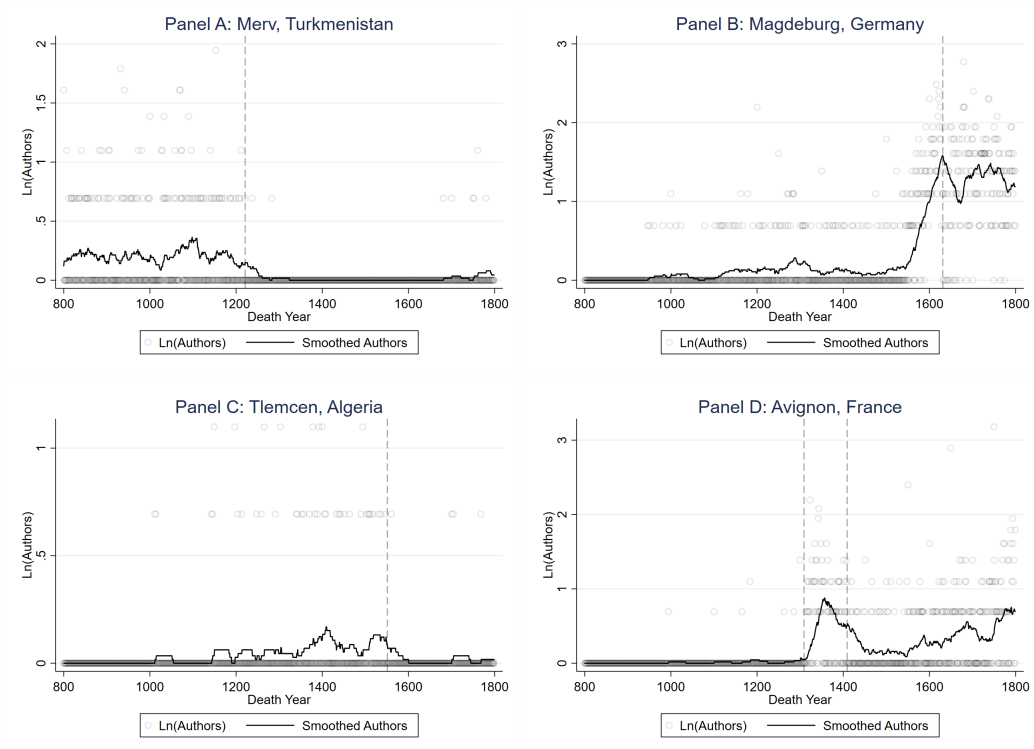 Panel A: Merv, Turkmenistan
Ln(Authors)
2
1.5
1
.5
0
800 1000 1200 1400 1600 1800
Death Year
Ln(Authors) Smoothed Authors
Panel B: Magdeburg, Germany
Ln(Authors)
3
2
1
0
800 1000 1200 1400 1600 1800
Death Year
Ln(Authors) Smoothed Authors
Panel C: Tlemcen, Algeria
Ln(Authors)
1
.5
0
800 1000 1200 1400 1600 1800
Death Year
Ln(Authors) Smoothed Authors
Panel D: Avignon, France
Ln(Authors)
3
2
1
0
800 1000 1200 1400 1600 1800
Death Year
Ln(Authors) Smoothed Authors